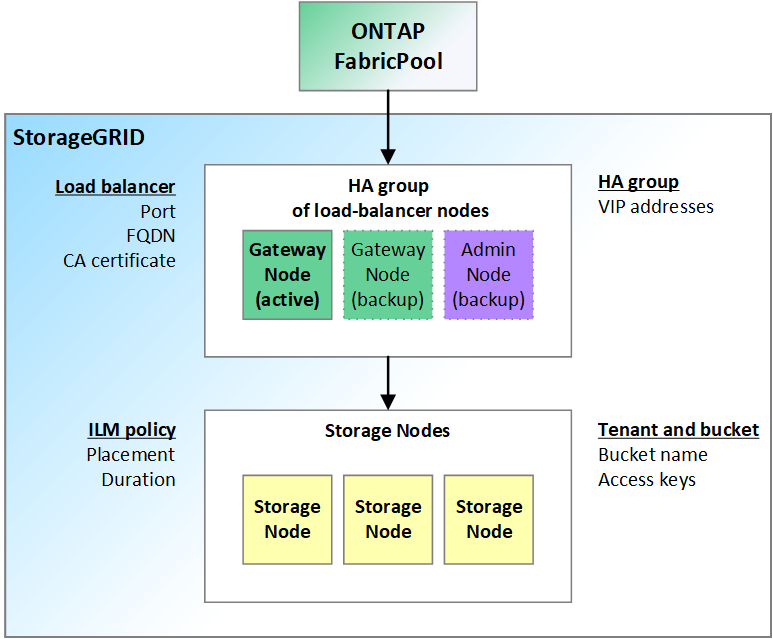 ONTAP
FabricPool
StorageGRID
Load balancer
Port
FQDN
CA certificate
HA group
of load-balancer nodes
Gateway
Node
(active)
Gateway
Node
(backup)
Admin
Node
(backup)
HA group
VIP addresses
ILM policy
Placement
Duration
Storage Nodes
Storage
Node
Storage
Node
Storage
Node
Tenant and bucket
Bucket name
Access keys